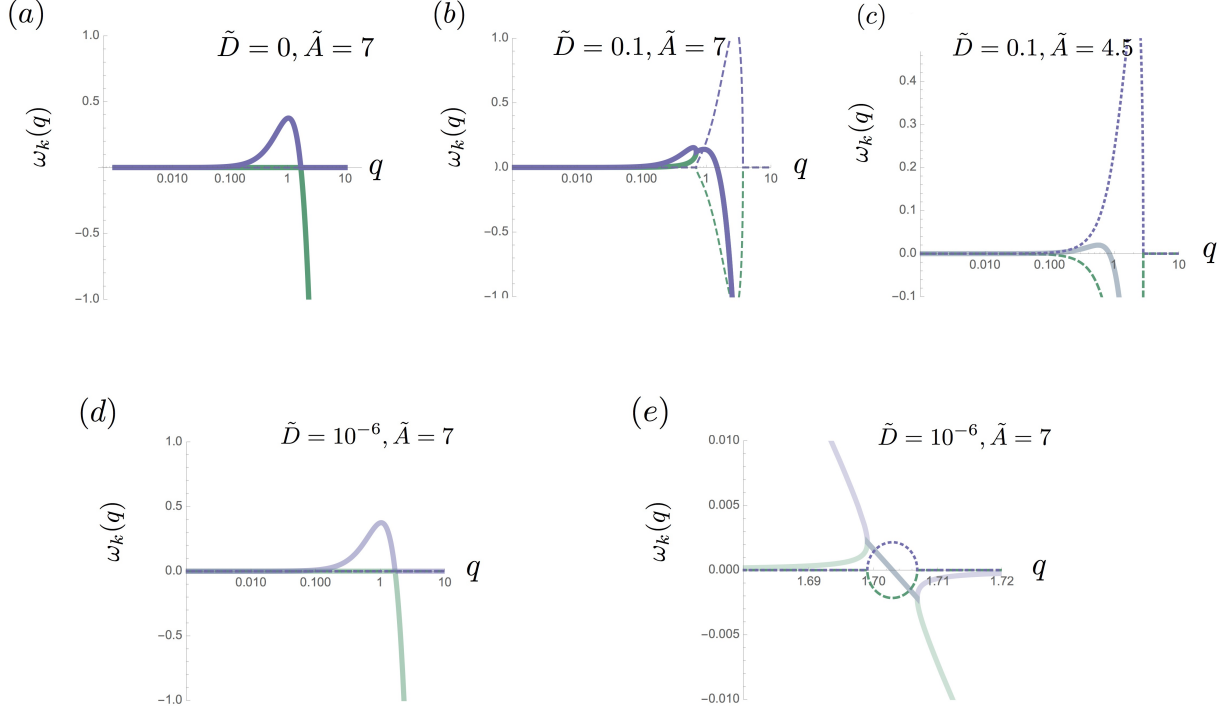 (a)
D̃ = 0, Ã = 7
ω_k(q)
1.0
0.5
−0.5
−1.0
0.010 0.100 1 10
q
(b)
D̃ = 0.1, Ã = 7
ω_k(q)
1.0
0.5
0.0
−0.5
−1.0
0.010 0.100 1 10
q
(c)
D̃ = 0.1, Ã = 4.5
ω_k(q)
0.4
0.3
0.2
0.1
0.0
−0.1
0.010 0.100 1 10
q
(d)
D̃ = 10⁻⁶, Ã = 7
ω_k(q)
1.0
0.5
0.0
−0.5
−1.0
0.010 0.100 1 10
q
(e)
D̃ = 10⁻⁶, Ã = 7
ω_k(q)
0.010
0.005
0.000
−0.005
−0.010
1.69 1.70 1.71 1.72
q